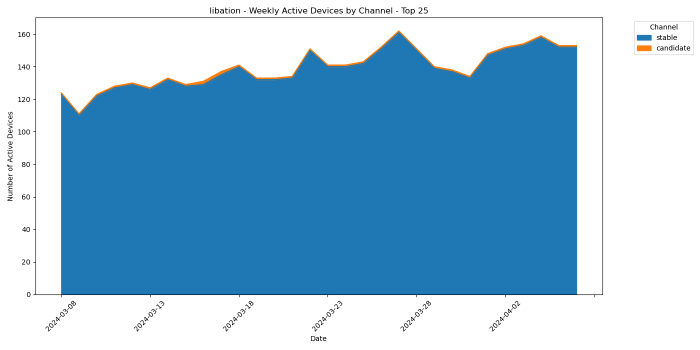 libation - Weekly Active Devices by Channel - Top 25
Channel
stable
candidate
Number of Active Devices
160
140
120
100
80
60
40
20
0
2024-03-08
2024-03-13
2024-03-18
2024-03-23
2024-03-28
2024-04-02
Date